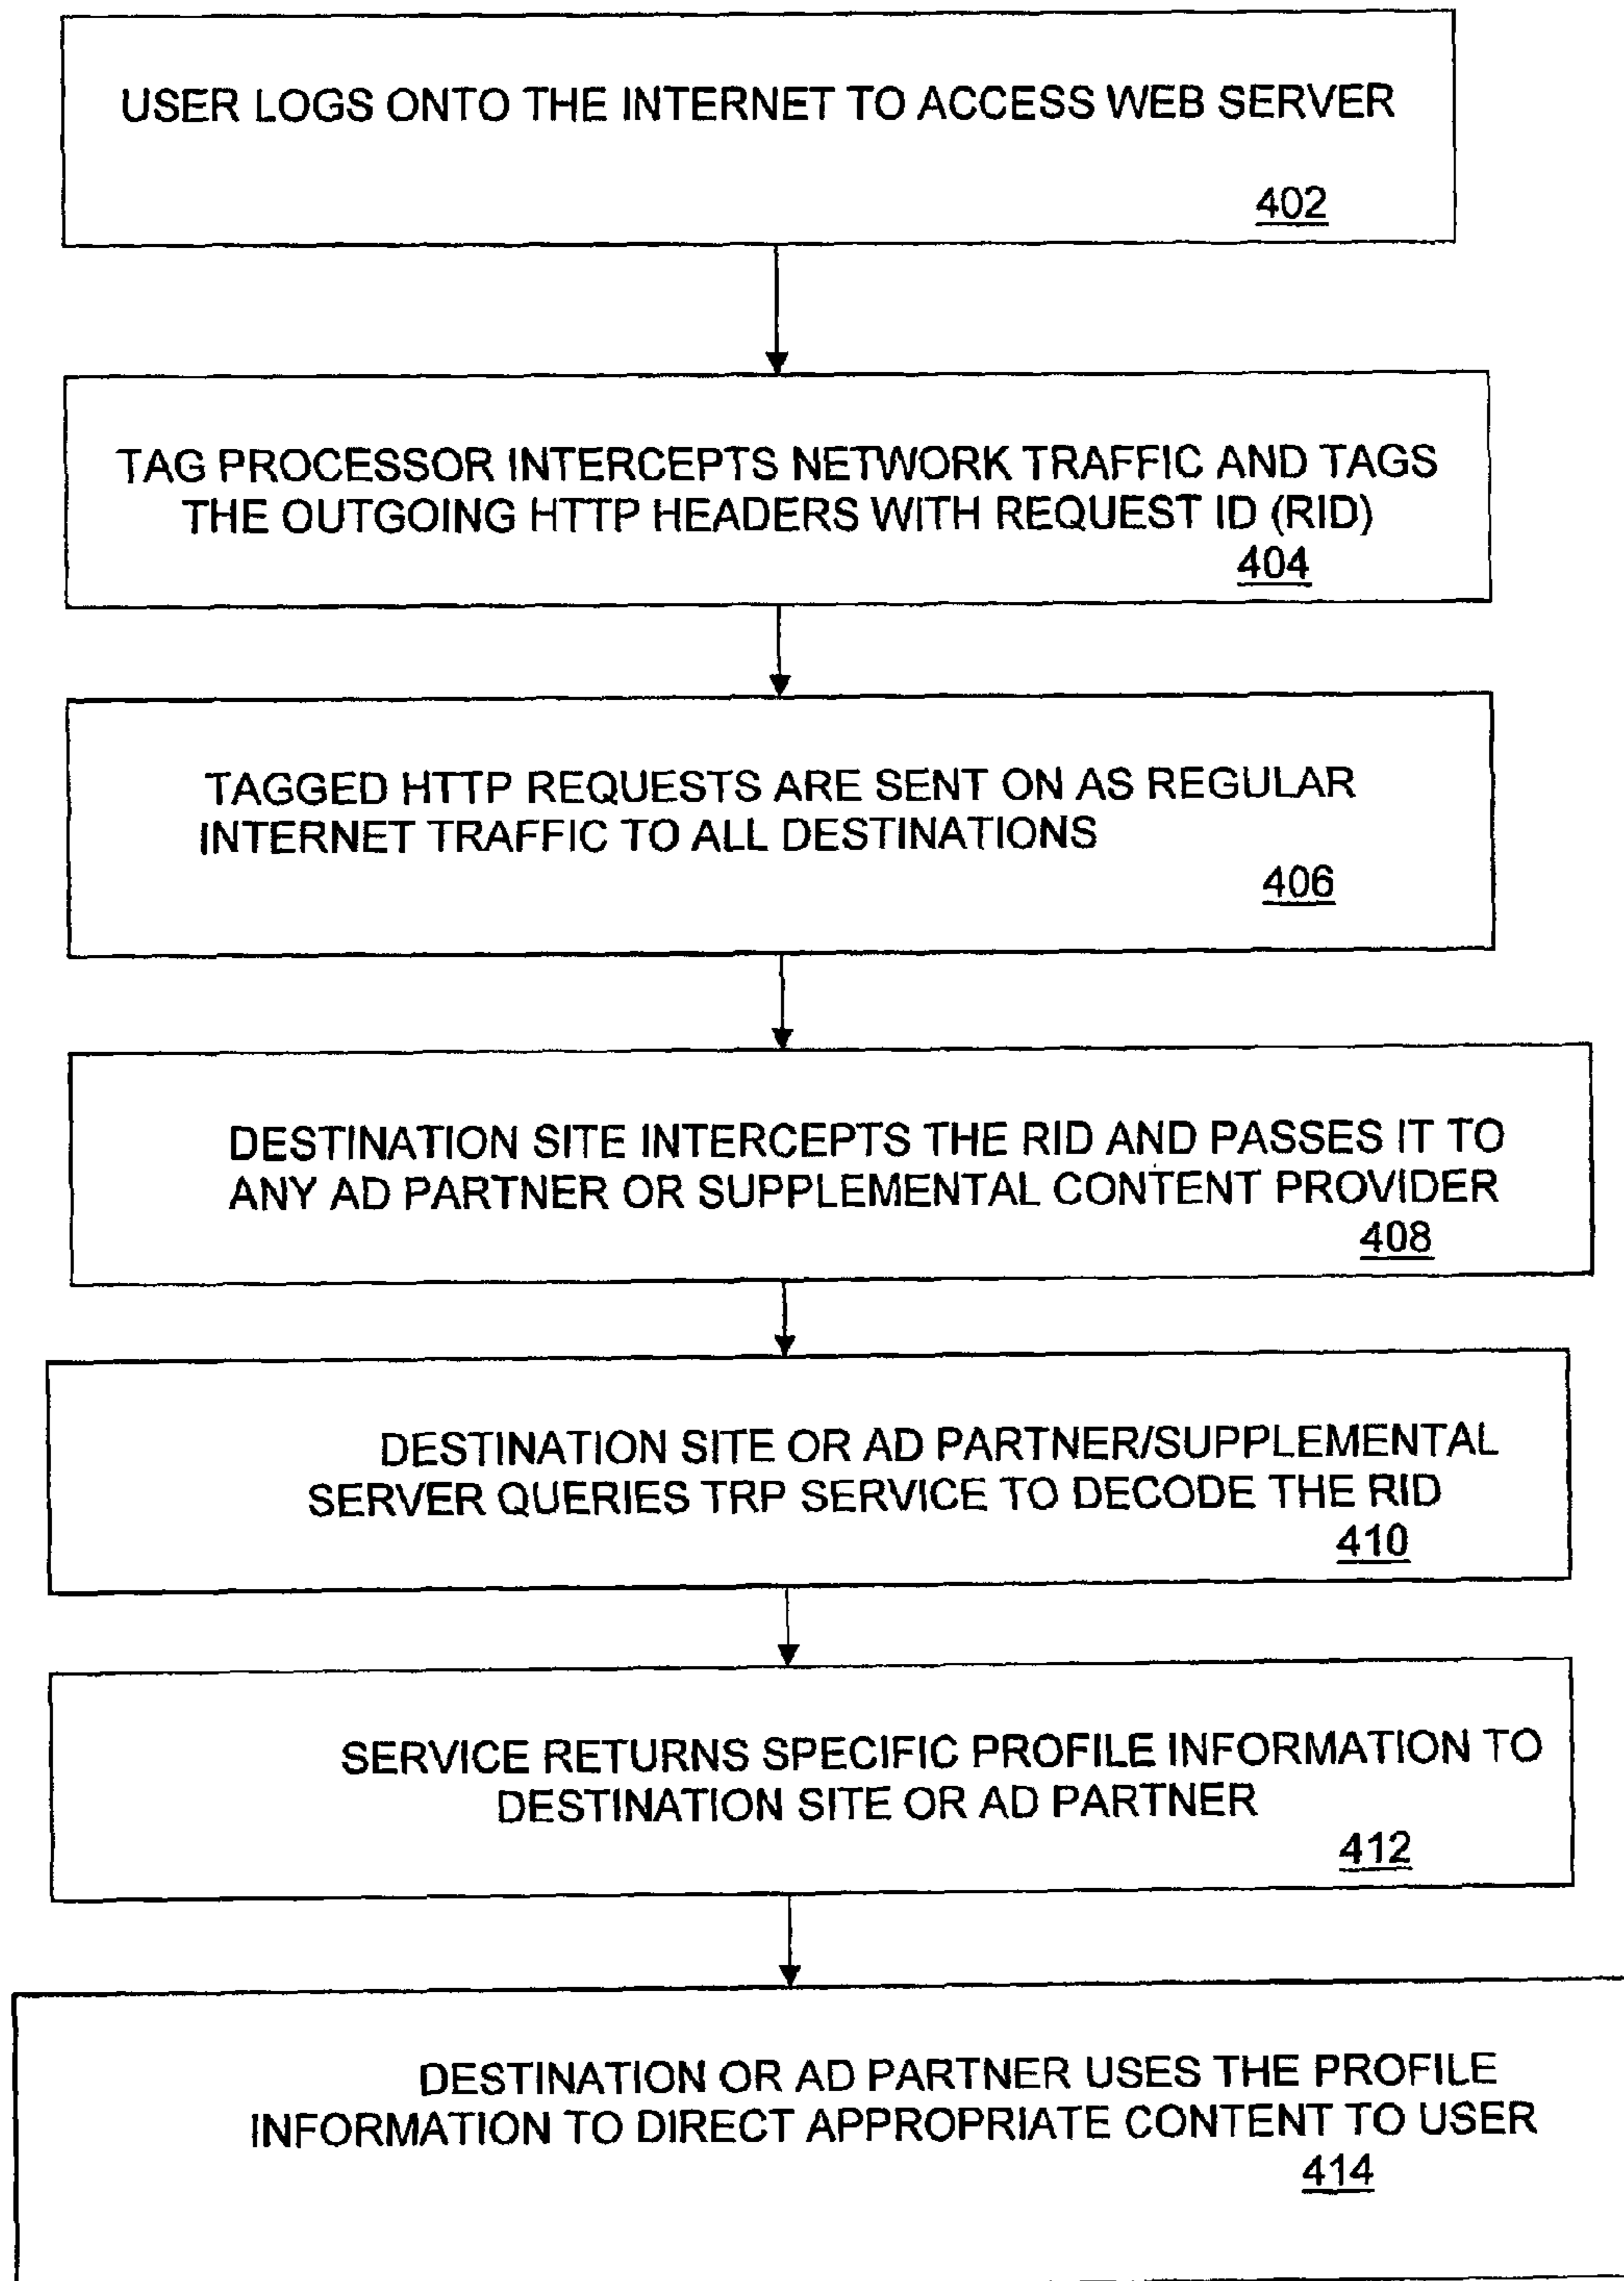 USER LOGS ONTO THE INTERNET TO ACCESS WEB SERVER
402
TAG PROCESSOR INTERCEPTS NETWORK TRAFFIC AND TAGS
THE OUTGOING HTTP HEADERS WITH REQUEST ID (RID)
404
TAGGED HTTP REQUESTS ARE SENT ON AS REGULAR
INTERNET TRAFFIC TO ALL DESTINATIONS
406
DESTINATION SITE INTERCEPTS THE RID AND PASSES IT TO
ANY AD PARTNER OR SUPPLEMENTAL CONTENT PROVIDER
408
DESTINATION SITE OR AD PARTNER/SUPPLEMENTAL
SERVER QUERIES TRP SERVICE TO DECODE THE RID
410
SERVICE RETURNS SPECIFIC PROFILE INFORMATION TO
DESTINATION SITE OR AD PARTNER
412
DESTINATION OR AD PARTNER USES THE PROFILE
INFORMATION TO DIRECT APPROPRIATE CONTENT TO USER
414